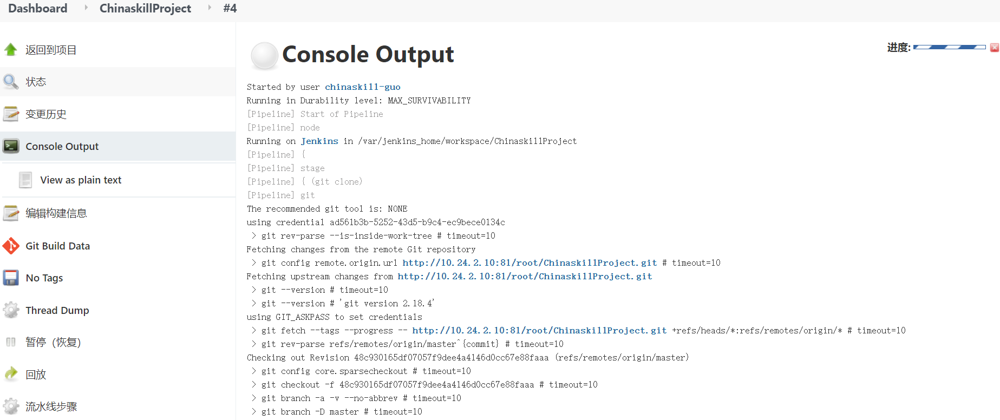 Dashboard ChinaskillProject #4
返回到项目
状态
变更历史
Console Output
View as plain text
编辑构建信息
Git Build Data
No Tags
Thread Dump
暂停（恢复）
回放
流水线步骤
Console Output
进度:
Started by user chinaskill-guo
Running in Durability level: MAX_SURVIVABILITY
[Pipeline] Start of Pipeline
[Pipeline] node
Running on Jenkins in /var/jenkins_home/workspace/ChinaskillProject
[Pipeline] {
[Pipeline] stage
[Pipeline] { (git clone)
[Pipeline] git
The recommended git tool is: NONE
using credential ad561b3b-5252-43d5-b9c4-ec9bece0134c
> git rev-parse --is-inside-work-tree # timeout=10
Fetching changes from the remote Git repository
> git config remote.origin.url http://10.24.2.10:81/root/ChinaskillProject.git # timeout=10
Fetching upstream changes from http://10.24.2.10:81/root/ChinaskillProject.git
> git --version # timeout=10
> git --version # 'git version 2.18.4'
using GIT_ASKPASS to set credentials
> git fetch --tags --progress -- http://10.24.2.10:81/root/ChinaskillProject.git +refs/heads/*:refs/remotes/origin/* # timeout=10
> git rev-parse refs/remotes/origin/master^{commit} # timeout=10
Checking out Revision 48c930165df07057f9dee4a4146d0cc67e88faaa (refs/remotes/origin/master)
> git config core.sparsecheckout # timeout=10
> git checkout -f 48c930165df07057f9dee4a4146d0cc67e88faaa # timeout=10
> git branch -a -v --no-abbrev # timeout=10
> git branch -D master # timeout=10